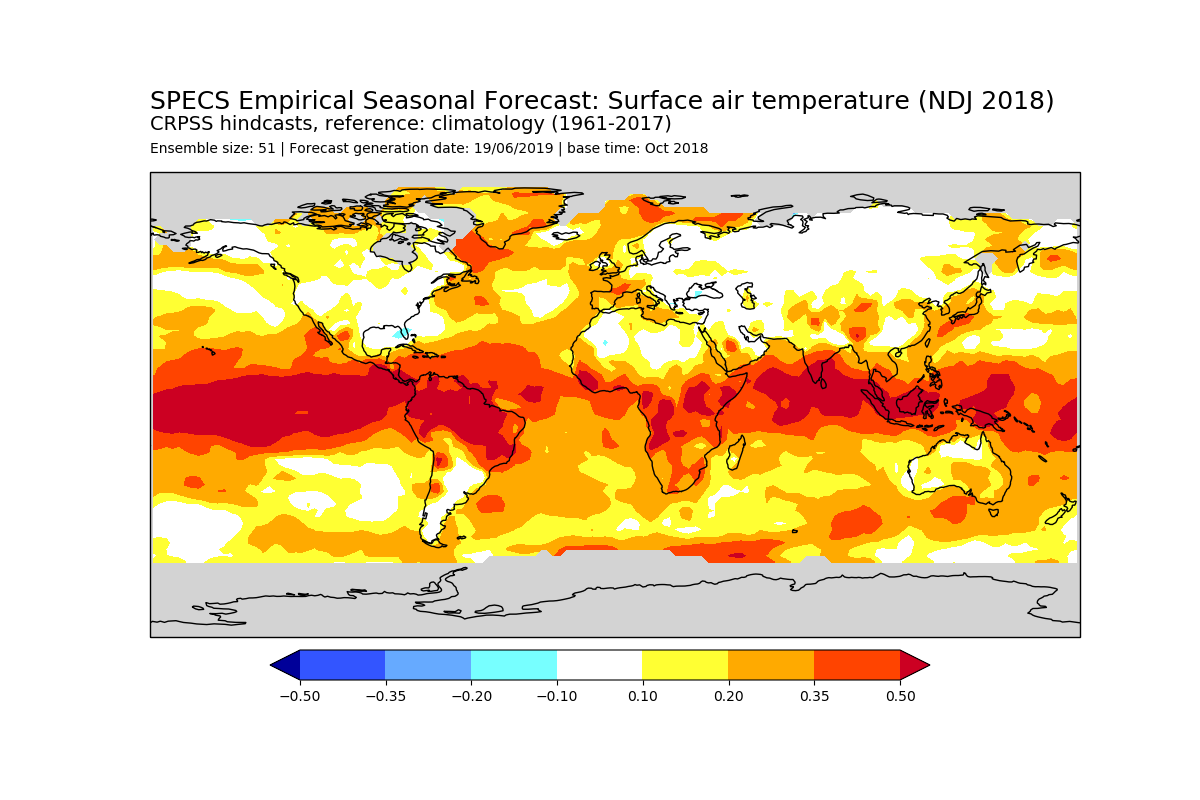 SPECS Empirical Seasonal Forecast: Surface air temperature (NDJ 2018)
CRPSS hindcasts, reference: climatology (1961-2017)
Ensemble size: 51 | Forecast generation date: 19/06/2019 | base time: Oct 2018
−0.50 −0.35 −0.20 −0.10 0.10 0.20 0.35 0.50